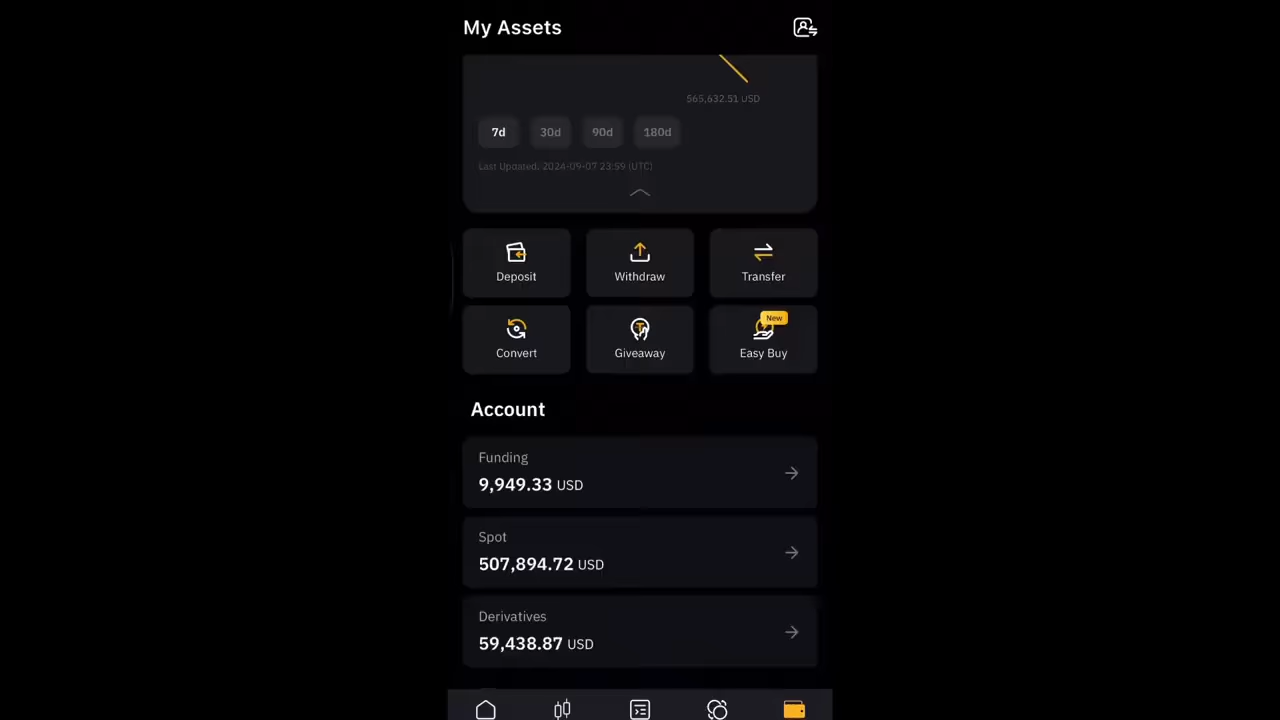 My Assets
565,632.51 USD
7d 30d 90d 180d
Last Updated: 2024-09-07 23:59 (UTC)
Deposit Withdraw Transfer
New
Convert Giveaway Easy Buy
Account
Funding
9,949.33 USD
Spot
507,894.72 USD
Derivatives
59,438.87 USD